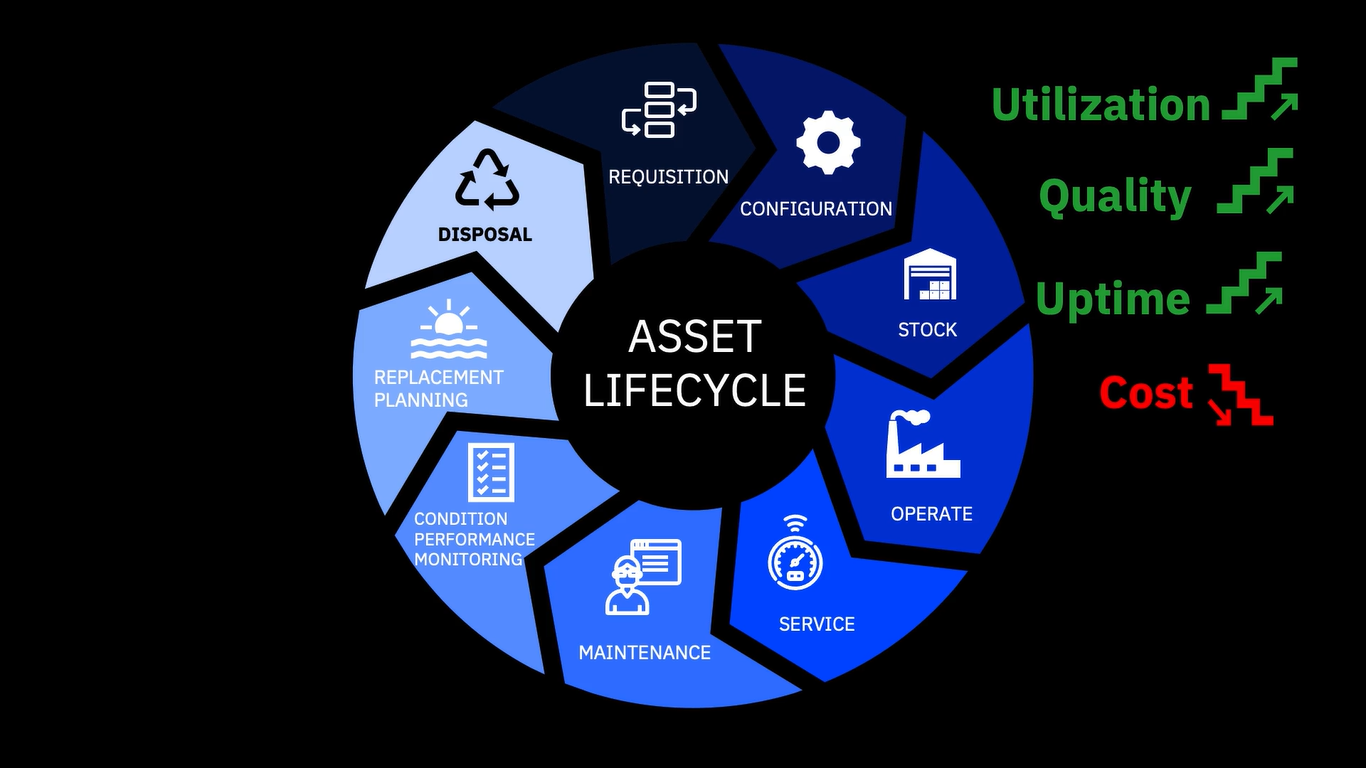 REQUISITION
CONFIGURATION
STOCK
OPERATE
SERVICE
MAINTENANCE
CONDITION
PERFORMANCE
MONITORING
REPLACEMENT
PLANNING
DISPOSAL
ASSET
LIFECYCLE
Utilization
Quality
Uptime
Cost